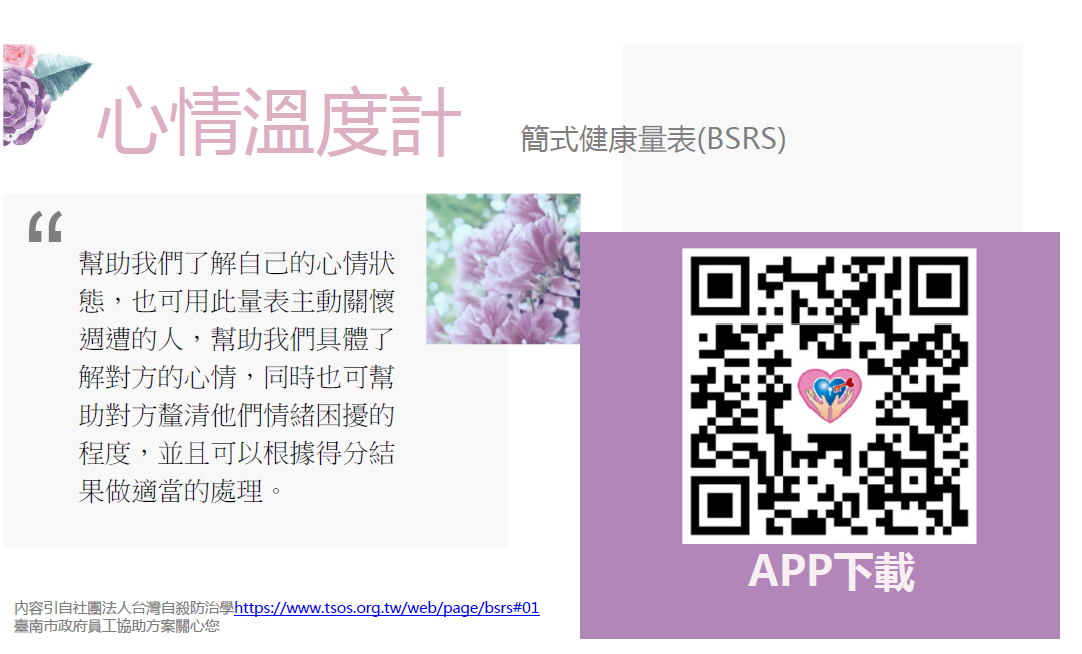 心情溫度計
簡式健康量表(BSRS)
“
幫助我們了解自己的心情狀
態，也可用此量表主動關懷
週遭的人，幫助我們具體了
解對方的心情，同時也可幫
助對方釐清他們情緒困擾的
程度，並且可以根據得分結
果做適當的處理。
APP下載
內容引自社團法人台灣自殺防治學https://www.tsos.org.tw/web/page/bsrs#01
臺南市政府員工協助方案關心您